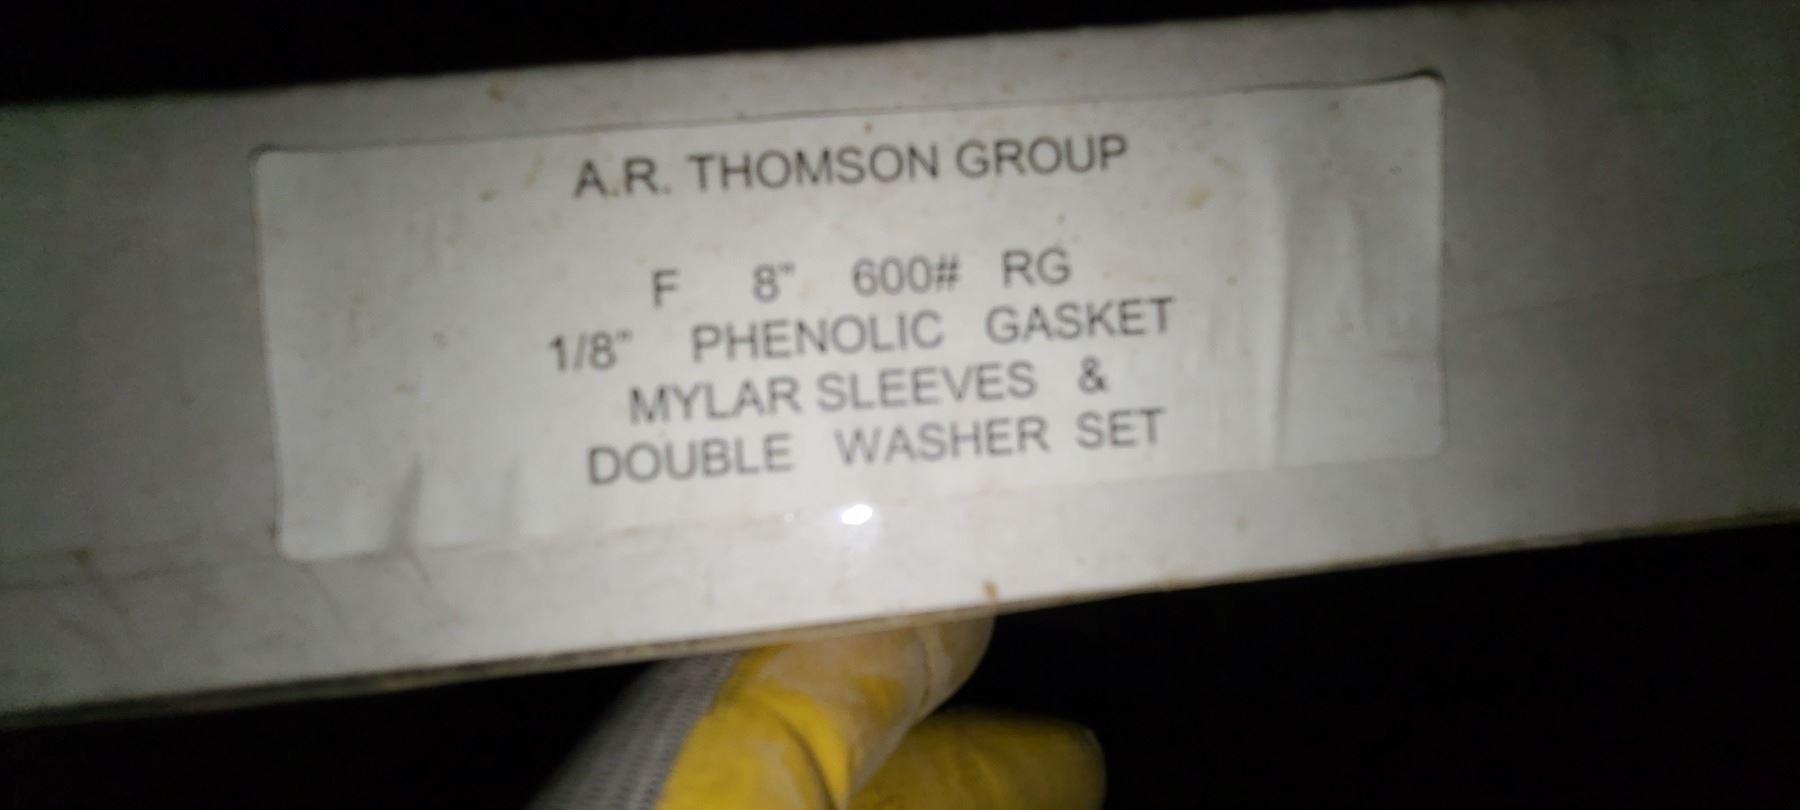 A.R. THOMSON GROUP
F 8" 600# RG
1/8" PHENOLIC GASKET
MYLAR SLEEVES &
DOUBLE WASHER SET